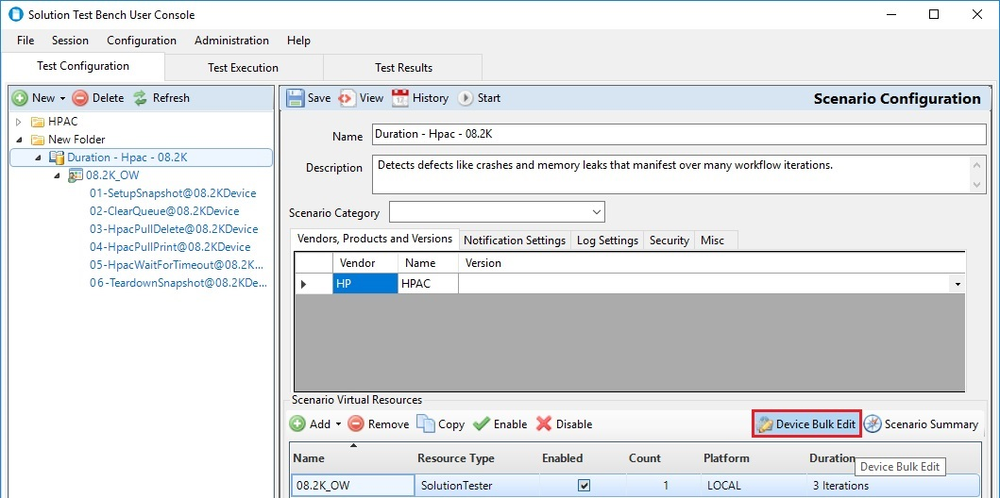 Solution Test Bench User Console
File Session Configuration Administration Help
Test Configuration Test Execution Test Results
New Delete Refresh
Save View History Start Scenario Configuration
HPAC
New Folder
Duration - Hpac - 08.2K
08.2K_OW
01-SetupSnapshot@08.2KDevice
02-ClearQueue@08.2KDevice
03-HpacPullDelete@08.2KDevice
04-HpacPullPrint@08.2KDevice
05-HpacWaitForTimeout@08.2K...
06-TeardownSnapshot@08.2KDe...
Name Duration - Hpac - 08.2K
Description Detects defects like crashes and memory leaks that manifest over many workflow iterations.
Scenario Category
Vendors, Products and Versions Notification Settings Log Settings Security Misc
Vendor Name Version
HP HPAC
Scenario Virtual Resources
Add Remove Copy Enable Disable Device Bulk Edit Scenario Summary
Name Resource Type Enabled Count Platform Duration
Device Bulk Edit
08.2K_OW SolutionTester 1 LOCAL 3 Iterations